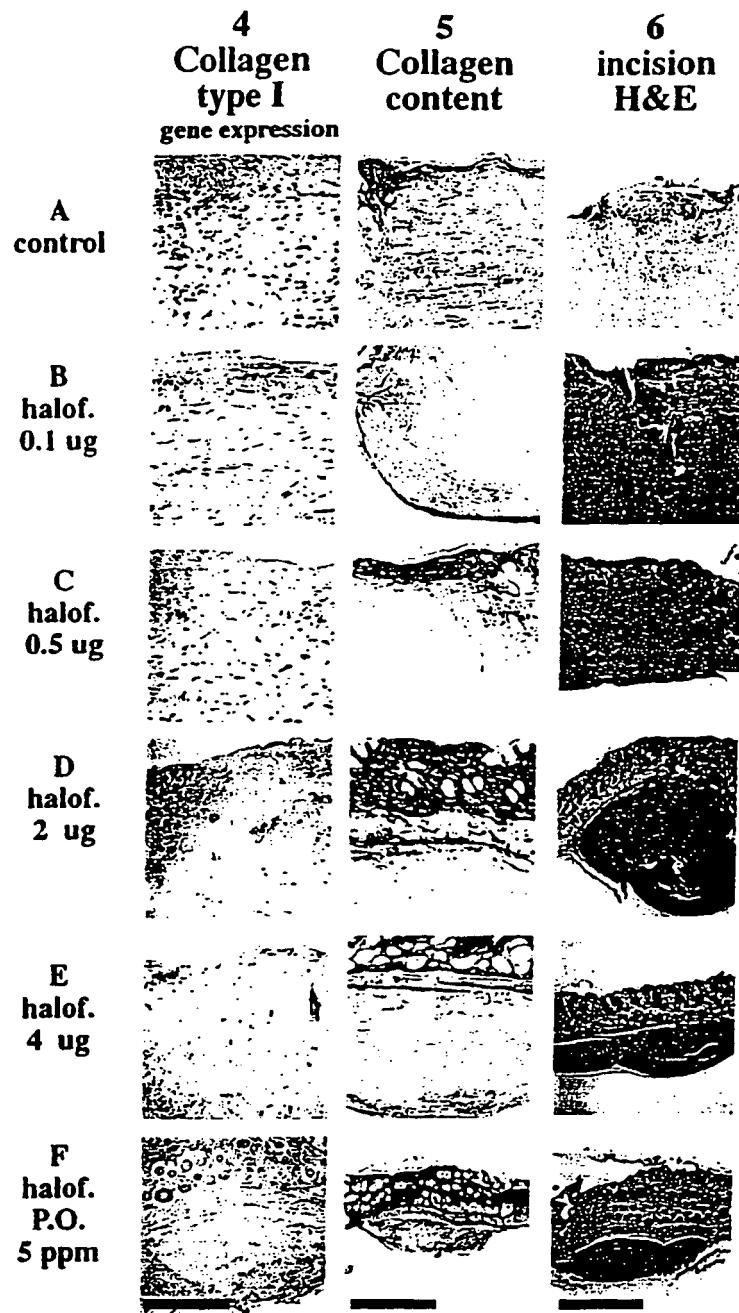 4
Collagen
type I
gene expression
5
Collagen
content
6
incision
H&E
A
control
B
halof.
0.1 ug
C
halof.
0.5 ug
D
halof.
2 ug
E
halof.
4 ug
F
halof.
P.O.
5 ppm